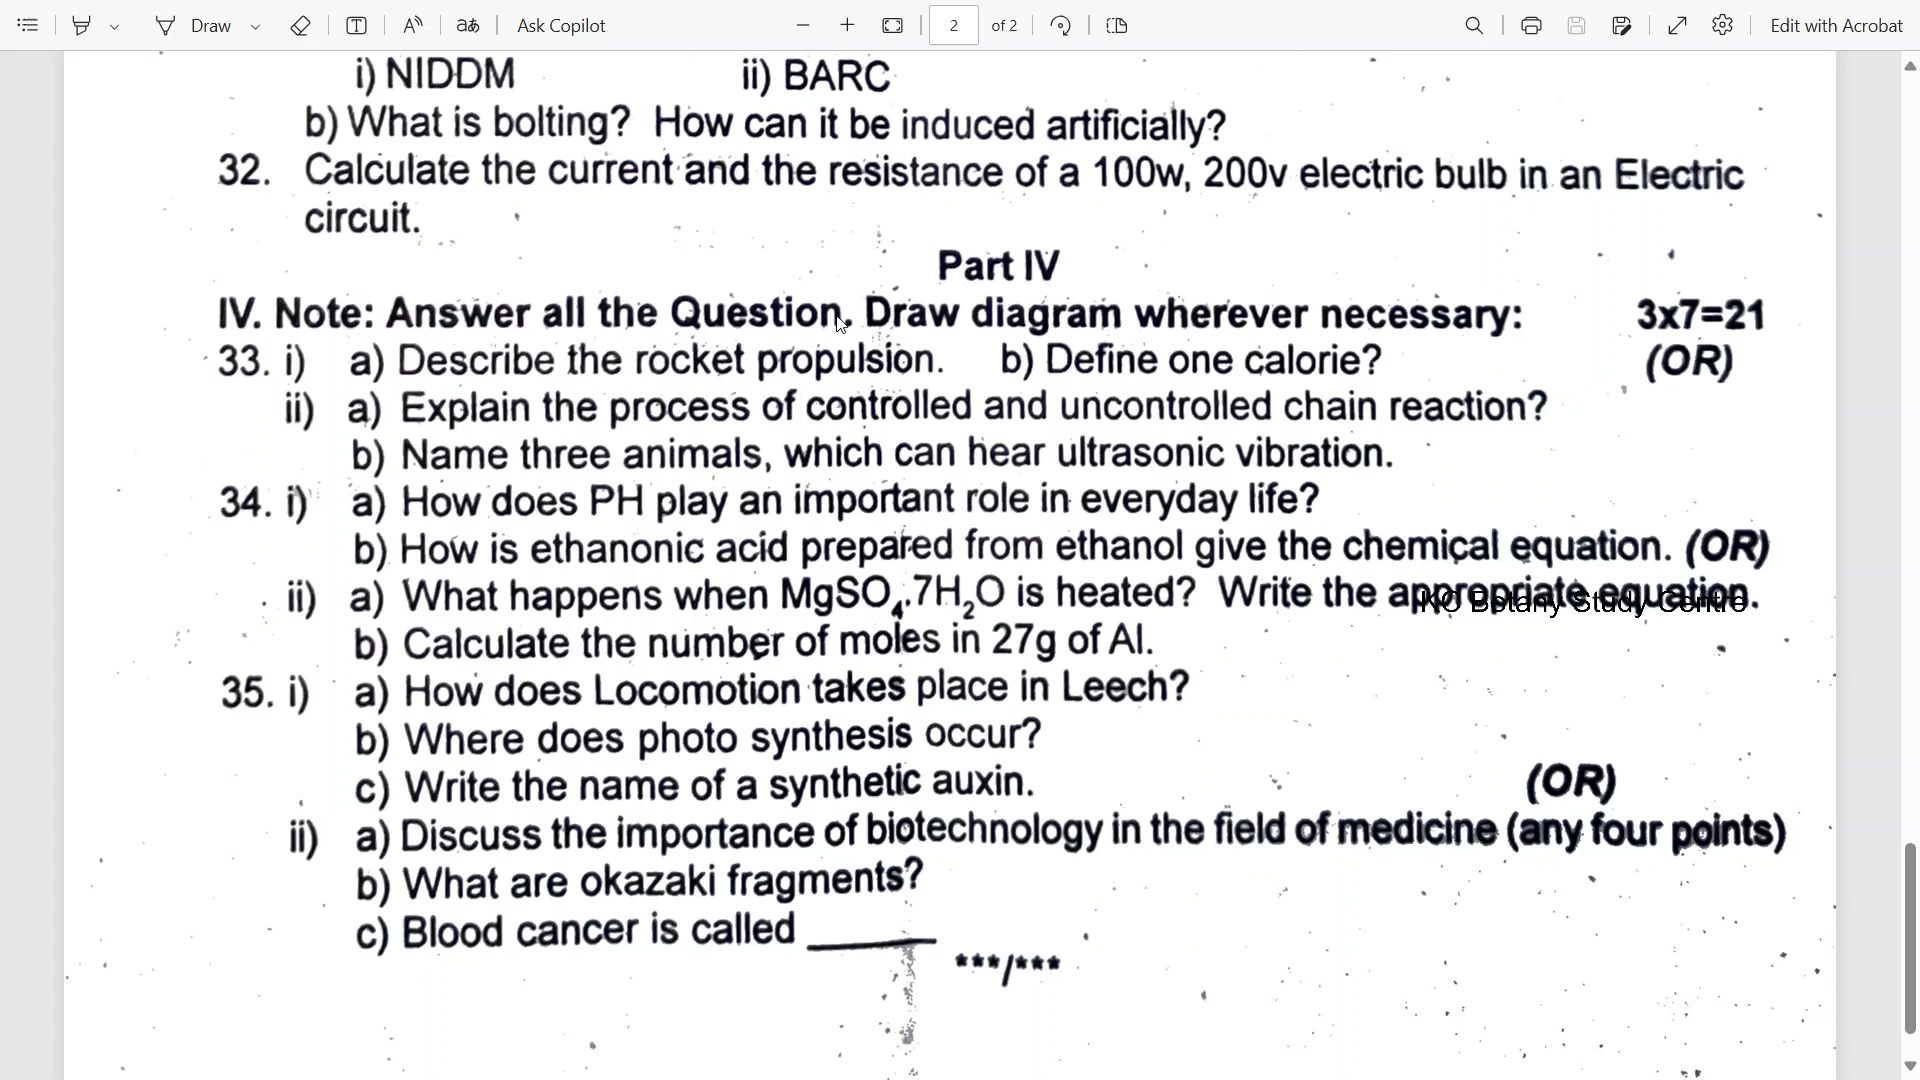 Draw
Ask Copilot
2 of 2
Edit with Acrobat
i) NIDDM ii) BARC
b) What is bolting? How can it be induced artificially?
32. Calculate the current and the resistance of a 100w, 200v electric bulb in an Electric
circuit.
Part IV
IV. Note: Answer all the Question. Draw diagram wherever necessary: 3x7=21
33. i) a) Describe the rocket propulsion. b) Define one calorie? (OR)
ii) a) Explain the process of controlled and uncontrolled chain reaction?
b) Name three animals, which can hear ultrasonic vibration.
34. i) a) How does PH play an important role in everyday life?
b) How is ethanonic acid prepared from ethanol give the chemical equation. (OR)
ii) a) What happens when MgSO₄.7H₂O is heated? Write the appropriate equation.
KC Botany Study Centre
b) Calculate the number of moles in 27g of Al.
35. i) a) How does Locomotion takes place in Leech?
b) Where does photo synthesis occur?
c) Write the name of a synthetic auxin. (OR)
ii) a) Discuss the importance of biotechnology in the field of medicine (any four points)
b) What are okazaki fragments?
c) Blood cancer is called ______
***/***